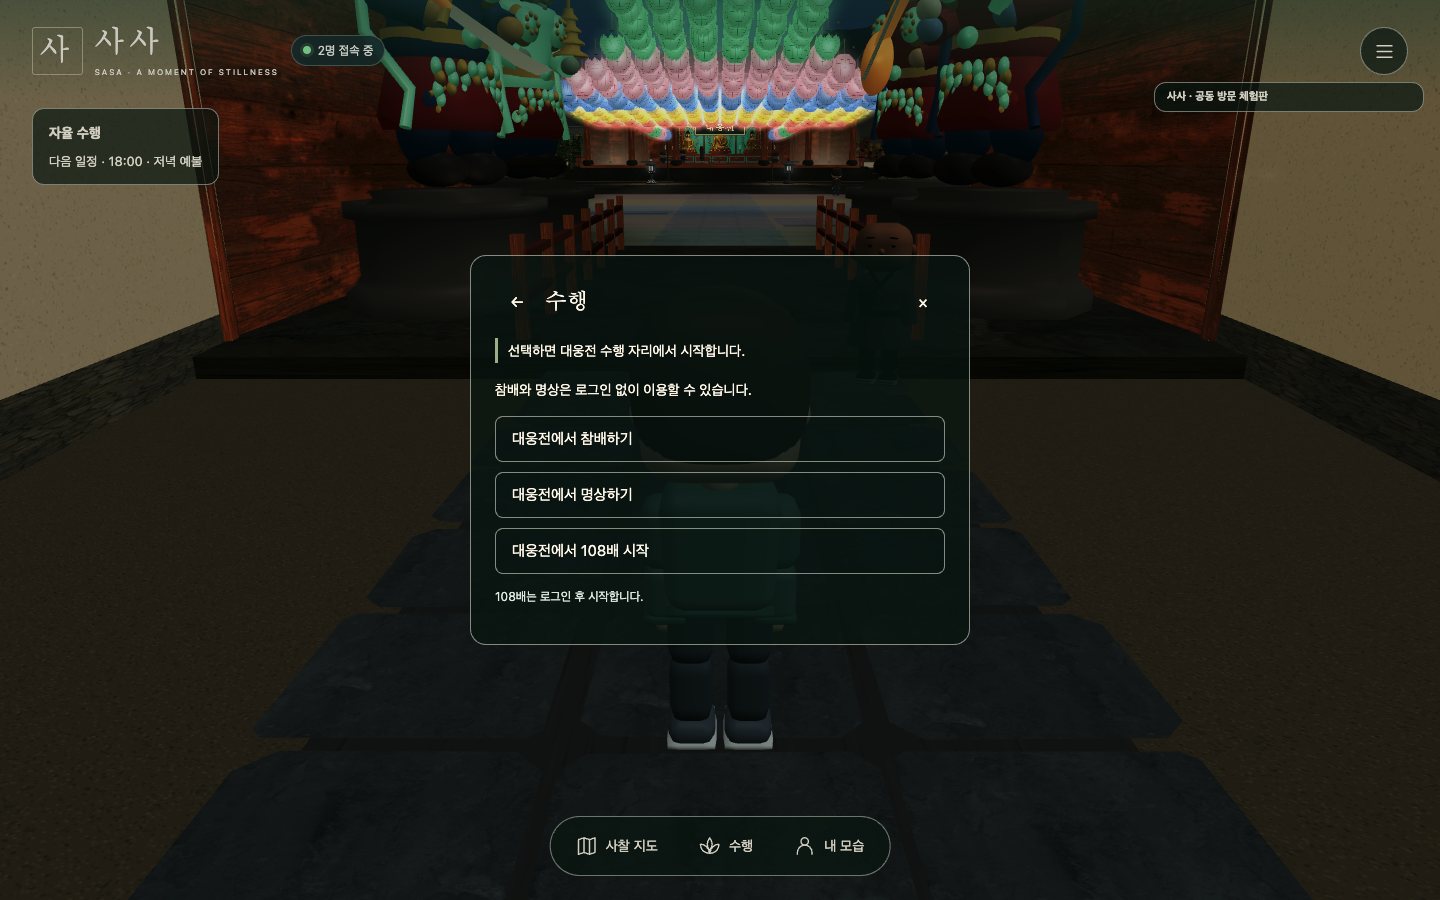 사
사사
SASA · A MOMENT OF STILLNESS
2명 접속 중
사사 · 공동 방문 체험판
자율 수행
다음 일정 · 18:00 · 저녁 예불
수행
선택하면 대웅전 수행 자리에서 시작합니다.
참배와 명상은 로그인 없이 이용할 수 있습니다.
대웅전에서 참배하기
대웅전에서 명상하기
대웅전에서 108배 시작
108배는 로그인 후 시작합니다.
사찰 지도
수행
내 모습